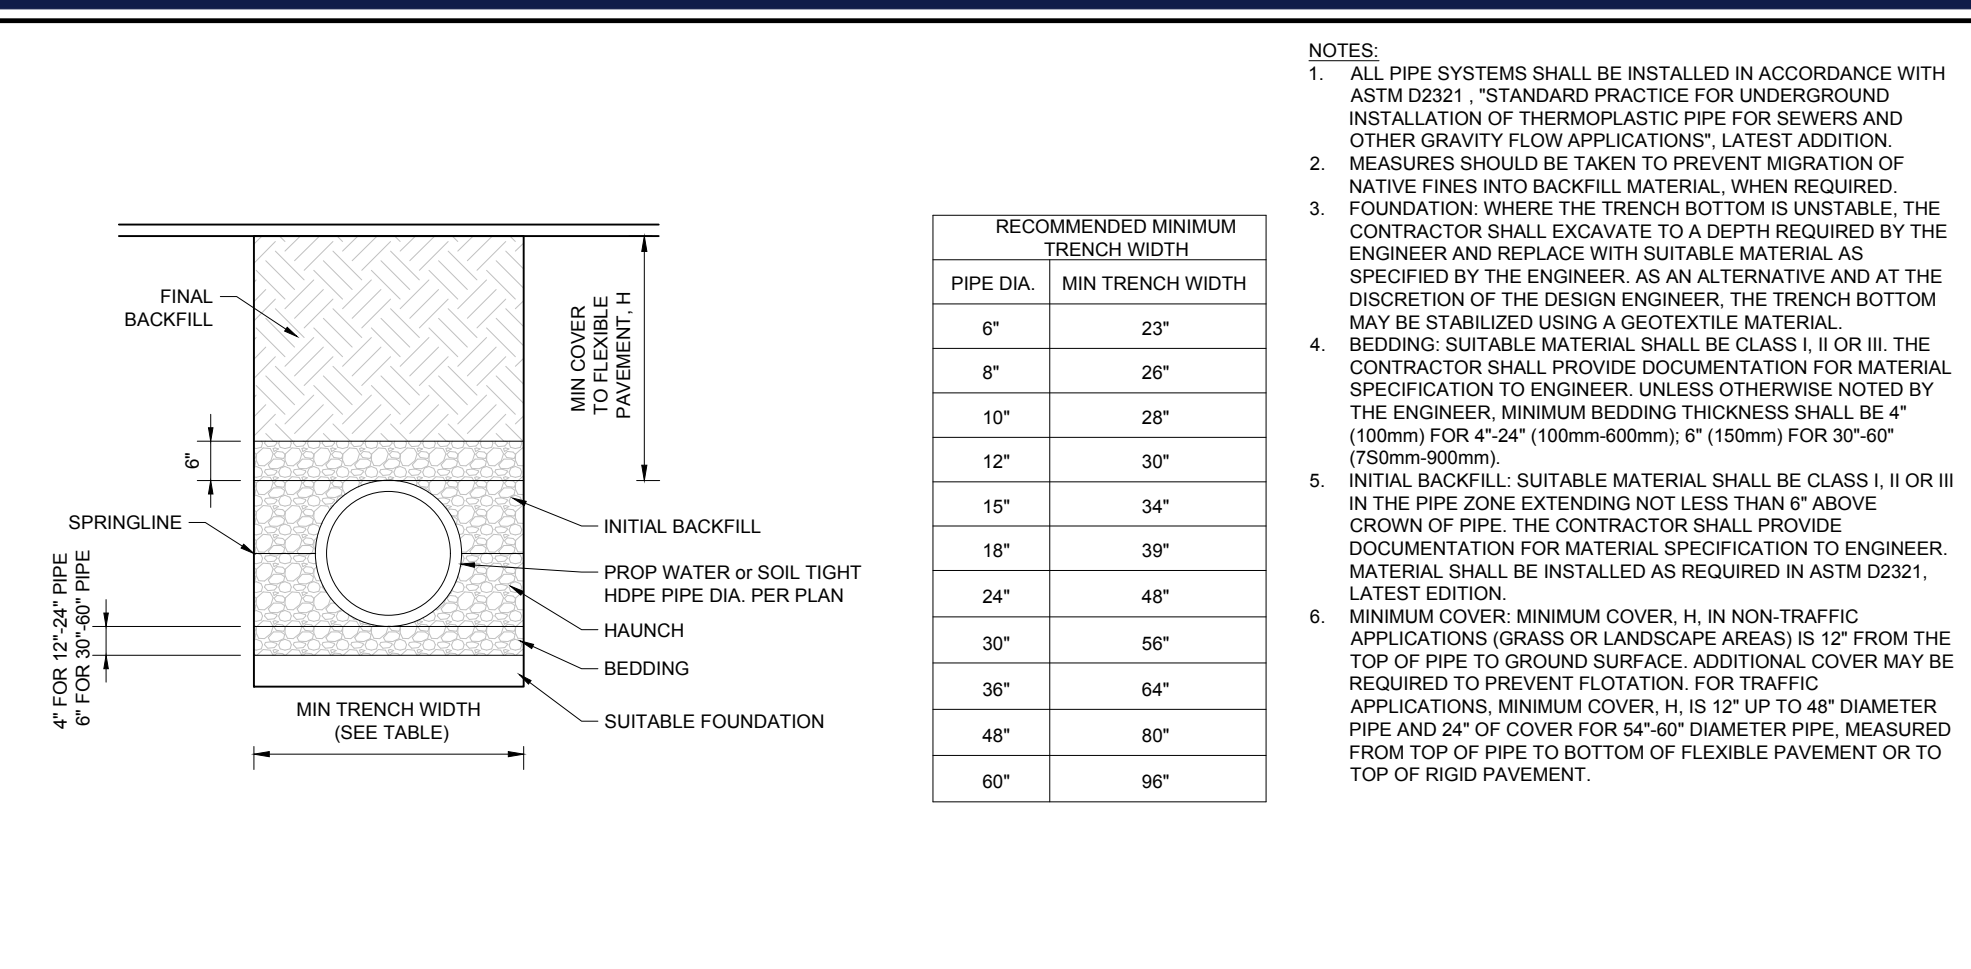 FINAL
BACKFILL
MIN COVER
TO FLEXIBLE
PAVEMENT, H
6"
SPRINGLINE
INITIAL BACKFILL
PROP WATER or SOIL TIGHT
HDPE PIPE DIA. PER PLAN
HAUNCH
BEDDING
SUITABLE FOUNDATION
4" FOR 12"-24" PIPE
6" FOR 30"-60" PIPE
MIN TRENCH WIDTH
(SEE TABLE)
RECOMMENDED MINIMUM
TRENCH WIDTH
PIPE DIA. MIN TRENCH WIDTH
6" 23"
8" 26"
10" 28"
12" 30"
15" 34"
18" 39"
24" 48"
30" 56"
36" 64"
48" 80"
60" 96"
NOTES:
1. ALL PIPE SYSTEMS SHALL BE INSTALLED IN ACCORDANCE WITH
ASTM D2321 , "STANDARD PRACTICE FOR UNDERGROUND
INSTALLATION OF THERMOPLASTIC PIPE FOR SEWERS AND
OTHER GRAVITY FLOW APPLICATIONS", LATEST ADDITION.
2. MEASURES SHOULD BE TAKEN TO PREVENT MIGRATION OF
NATIVE FINES INTO BACKFILL MATERIAL, WHEN REQUIRED.
3. FOUNDATION: WHERE THE TRENCH BOTTOM IS UNSTABLE, THE
CONTRACTOR SHALL EXCAVATE TO A DEPTH REQUIRED BY THE
ENGINEER AND REPLACE WITH SUITABLE MATERIAL AS
SPECIFIED BY THE ENGINEER. AS AN ALTERNATIVE AND AT THE
DISCRETION OF THE DESIGN ENGINEER, THE TRENCH BOTTOM
MAY BE STABILIZED USING A GEOTEXTILE MATERIAL.
4. BEDDING: SUITABLE MATERIAL SHALL BE CLASS I, II OR III. THE
CONTRACTOR SHALL PROVIDE DOCUMENTATION FOR MATERIAL
SPECIFICATION TO ENGINEER. UNLESS OTHERWISE NOTED BY
THE ENGINEER, MINIMUM BEDDING THICKNESS SHALL BE 4"
(100mm) FOR 4"-24" (100mm-600mm); 6" (150mm) FOR 30"-60"
(7S0mm-900mm).
5. INITIAL BACKFILL: SUITABLE MATERIAL SHALL BE CLASS I, II OR III
IN THE PIPE ZONE EXTENDING NOT LESS THAN 6" ABOVE
CROWN OF PIPE. THE CONTRACTOR SHALL PROVIDE
DOCUMENTATION FOR MATERIAL SPECIFICATION TO ENGINEER.
MATERIAL SHALL BE INSTALLED AS REQUIRED IN ASTM D2321,
LATEST EDITION.
6. MINIMUM COVER: MINIMUM COVER, H, IN NON-TRAFFIC
APPLICATIONS (GRASS OR LANDSCAPE AREAS) IS 12" FROM THE
TOP OF PIPE TO GROUND SURFACE. ADDITIONAL COVER MAY BE
REQUIRED TO PREVENT FLOTATION. FOR TRAFFIC
APPLICATIONS, MINIMUM COVER, H, IS 12" UP TO 48" DIAMETER
PIPE AND 24" OF COVER FOR 54"-60" DIAMETER PIPE, MEASURED
FROM TOP OF PIPE TO BOTTOM OF FLEXIBLE PAVEMENT OR TO
TOP OF RIGID PAVEMENT.